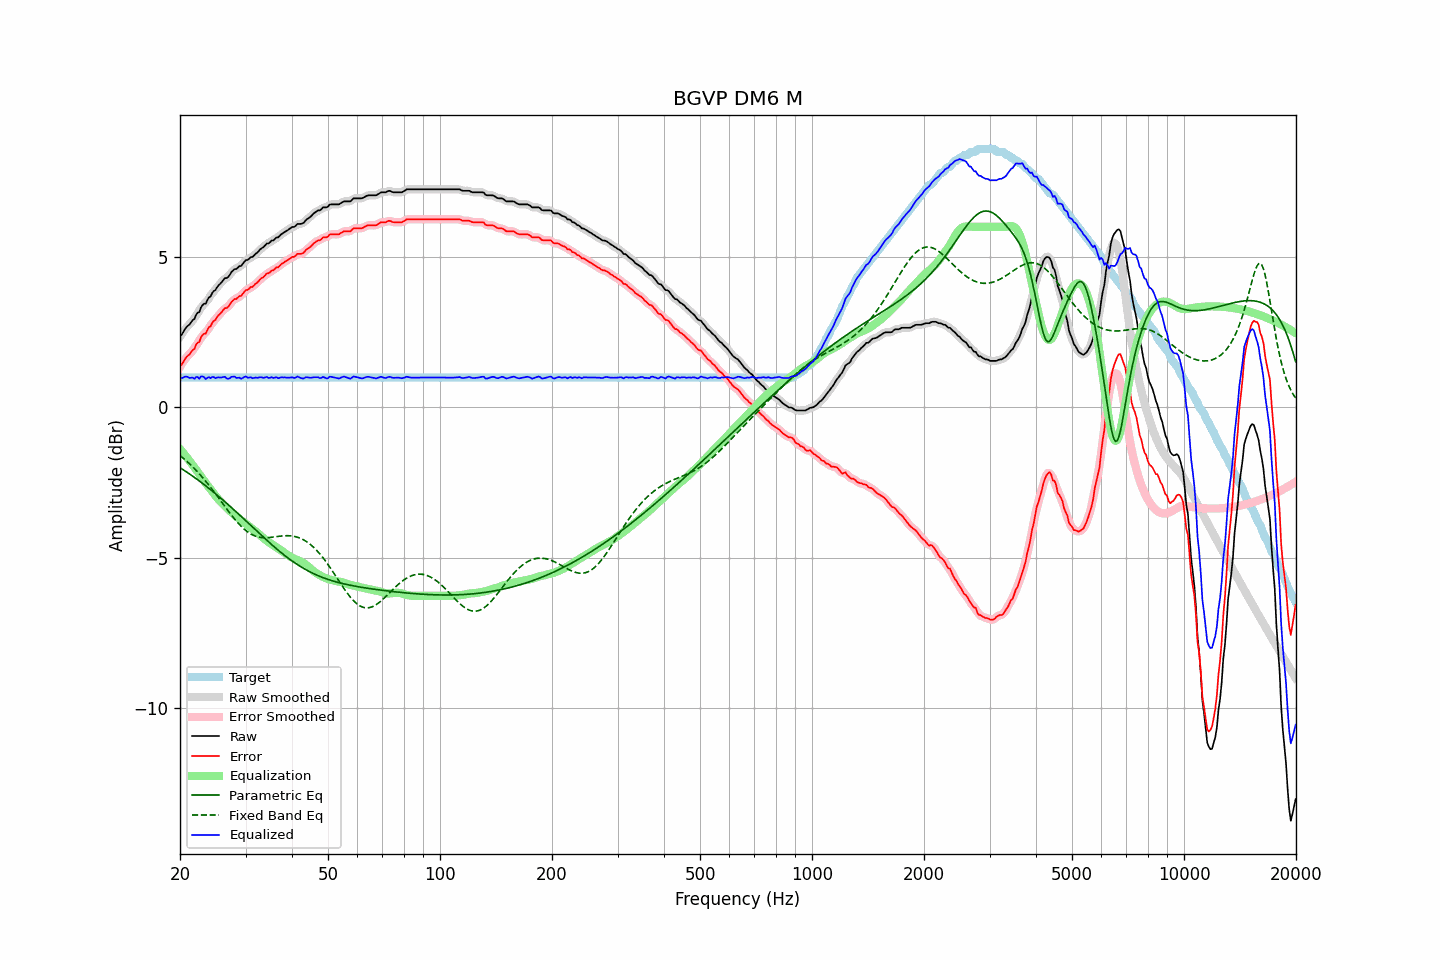 BGVP DM6 M
Amplitude (dBr)
5
0
−5
−10
Target
Raw Smoothed
Error Smoothed
Raw
Error
Equalization
Parametric Eq
Fixed Band Eq
Equalized
20 50 100 200 500 1000 2000 5000 10000 20000
Frequency (Hz)